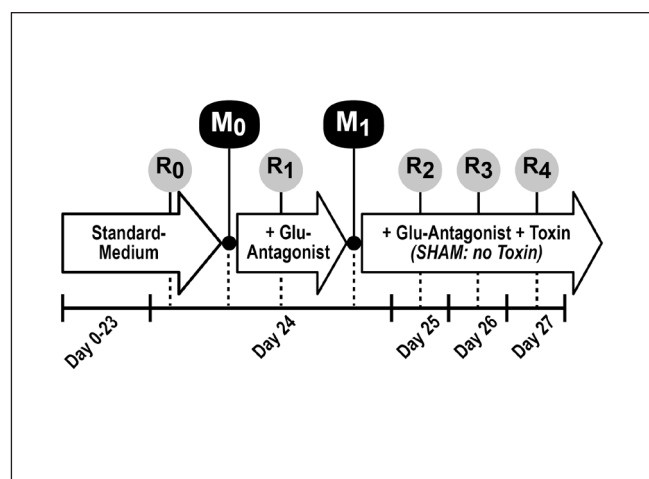 M0
M1
R0
R1
R2
R3
R4
Standard-
Medium
+ Glu-
Antagonist
+ Glu-Antagonist + Toxin
(SHAM: no Toxin)
Day 0-23
Day 24
Day 25
Day 26
Day 27